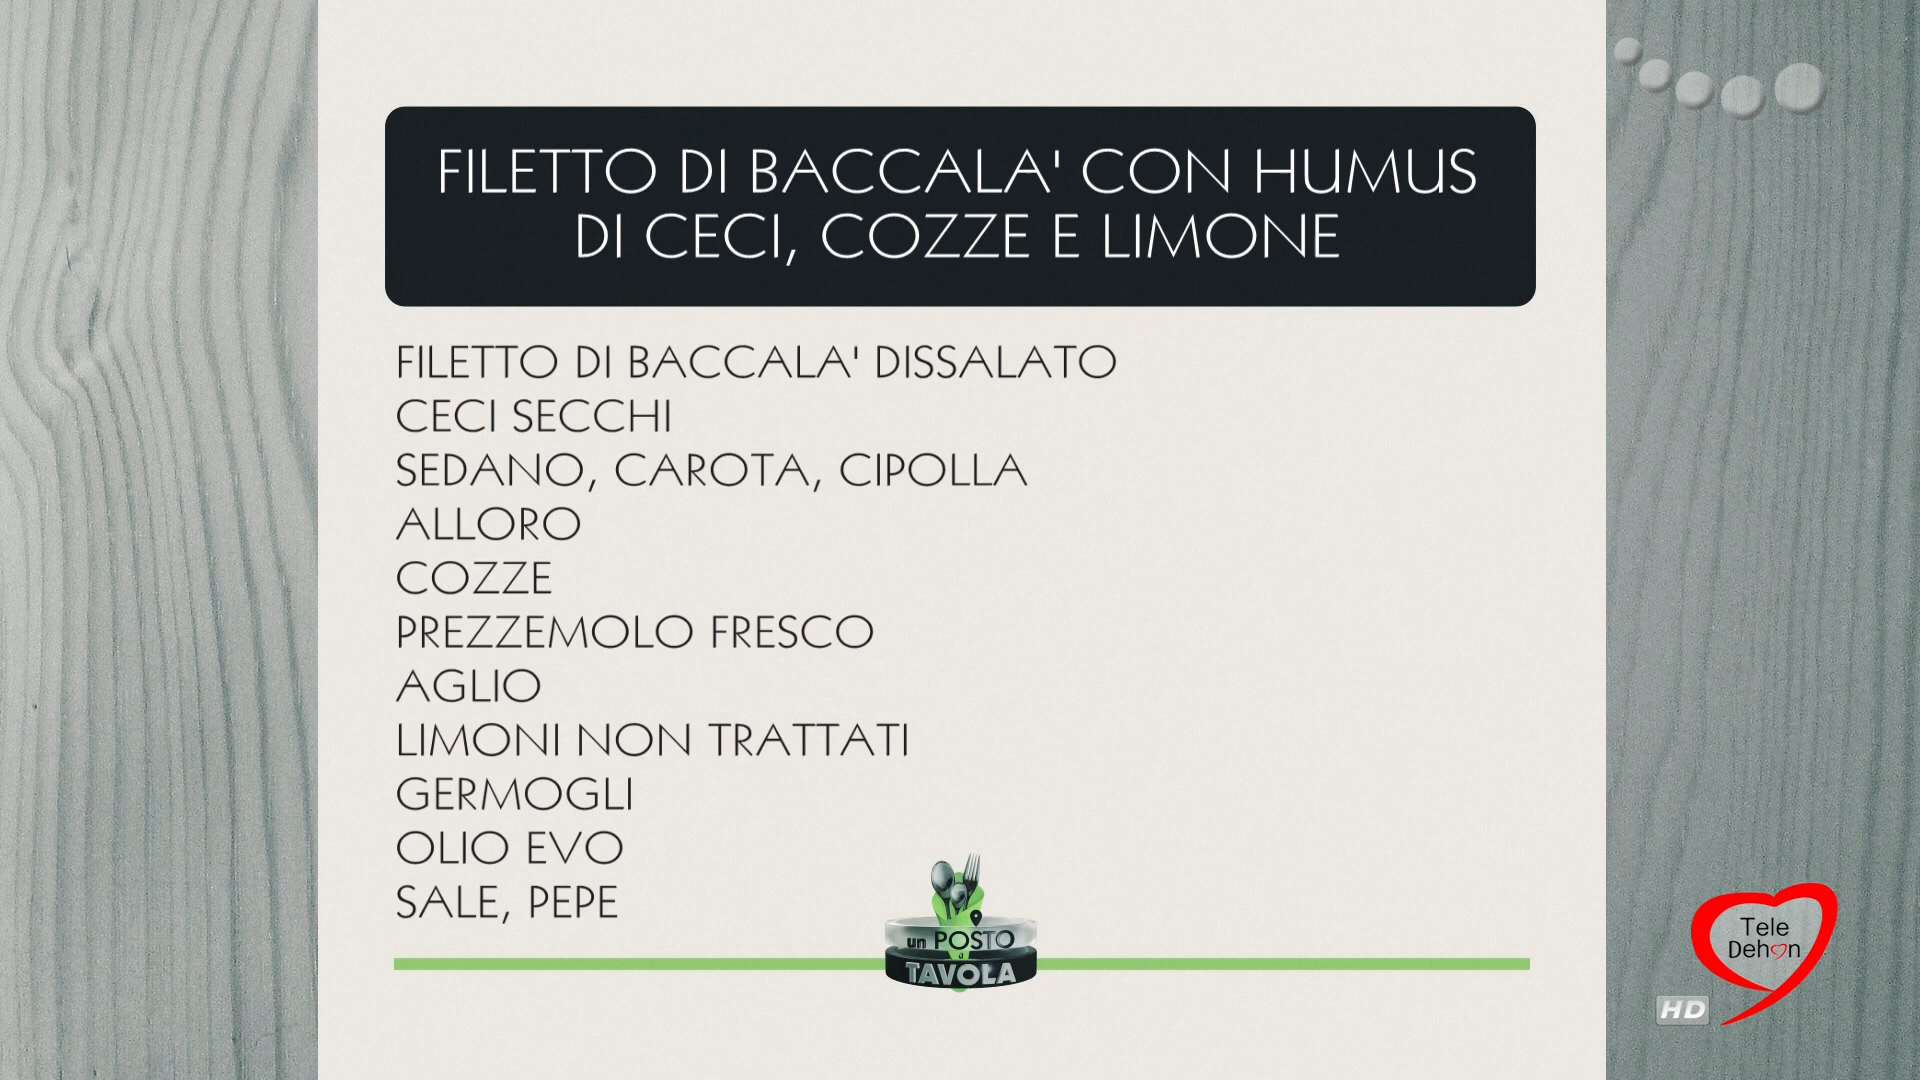 FILETTO DI BACCALA' CON HUMUS
DI CECI, COZZE E LIMONE
FILETTO DI BACCALA' DISSALATO
CECI SECCHI
SEDANO, CAROTA, CIPOLLA
ALLORO
COZZE
PREZZEMOLO FRESCO
AGLIO
LIMONI NON TRATTATI
GERMOGLI
OLIO EVO
SALE, PEPE
un POSTO
a
TAVOLA
Tele
Dehon
HD